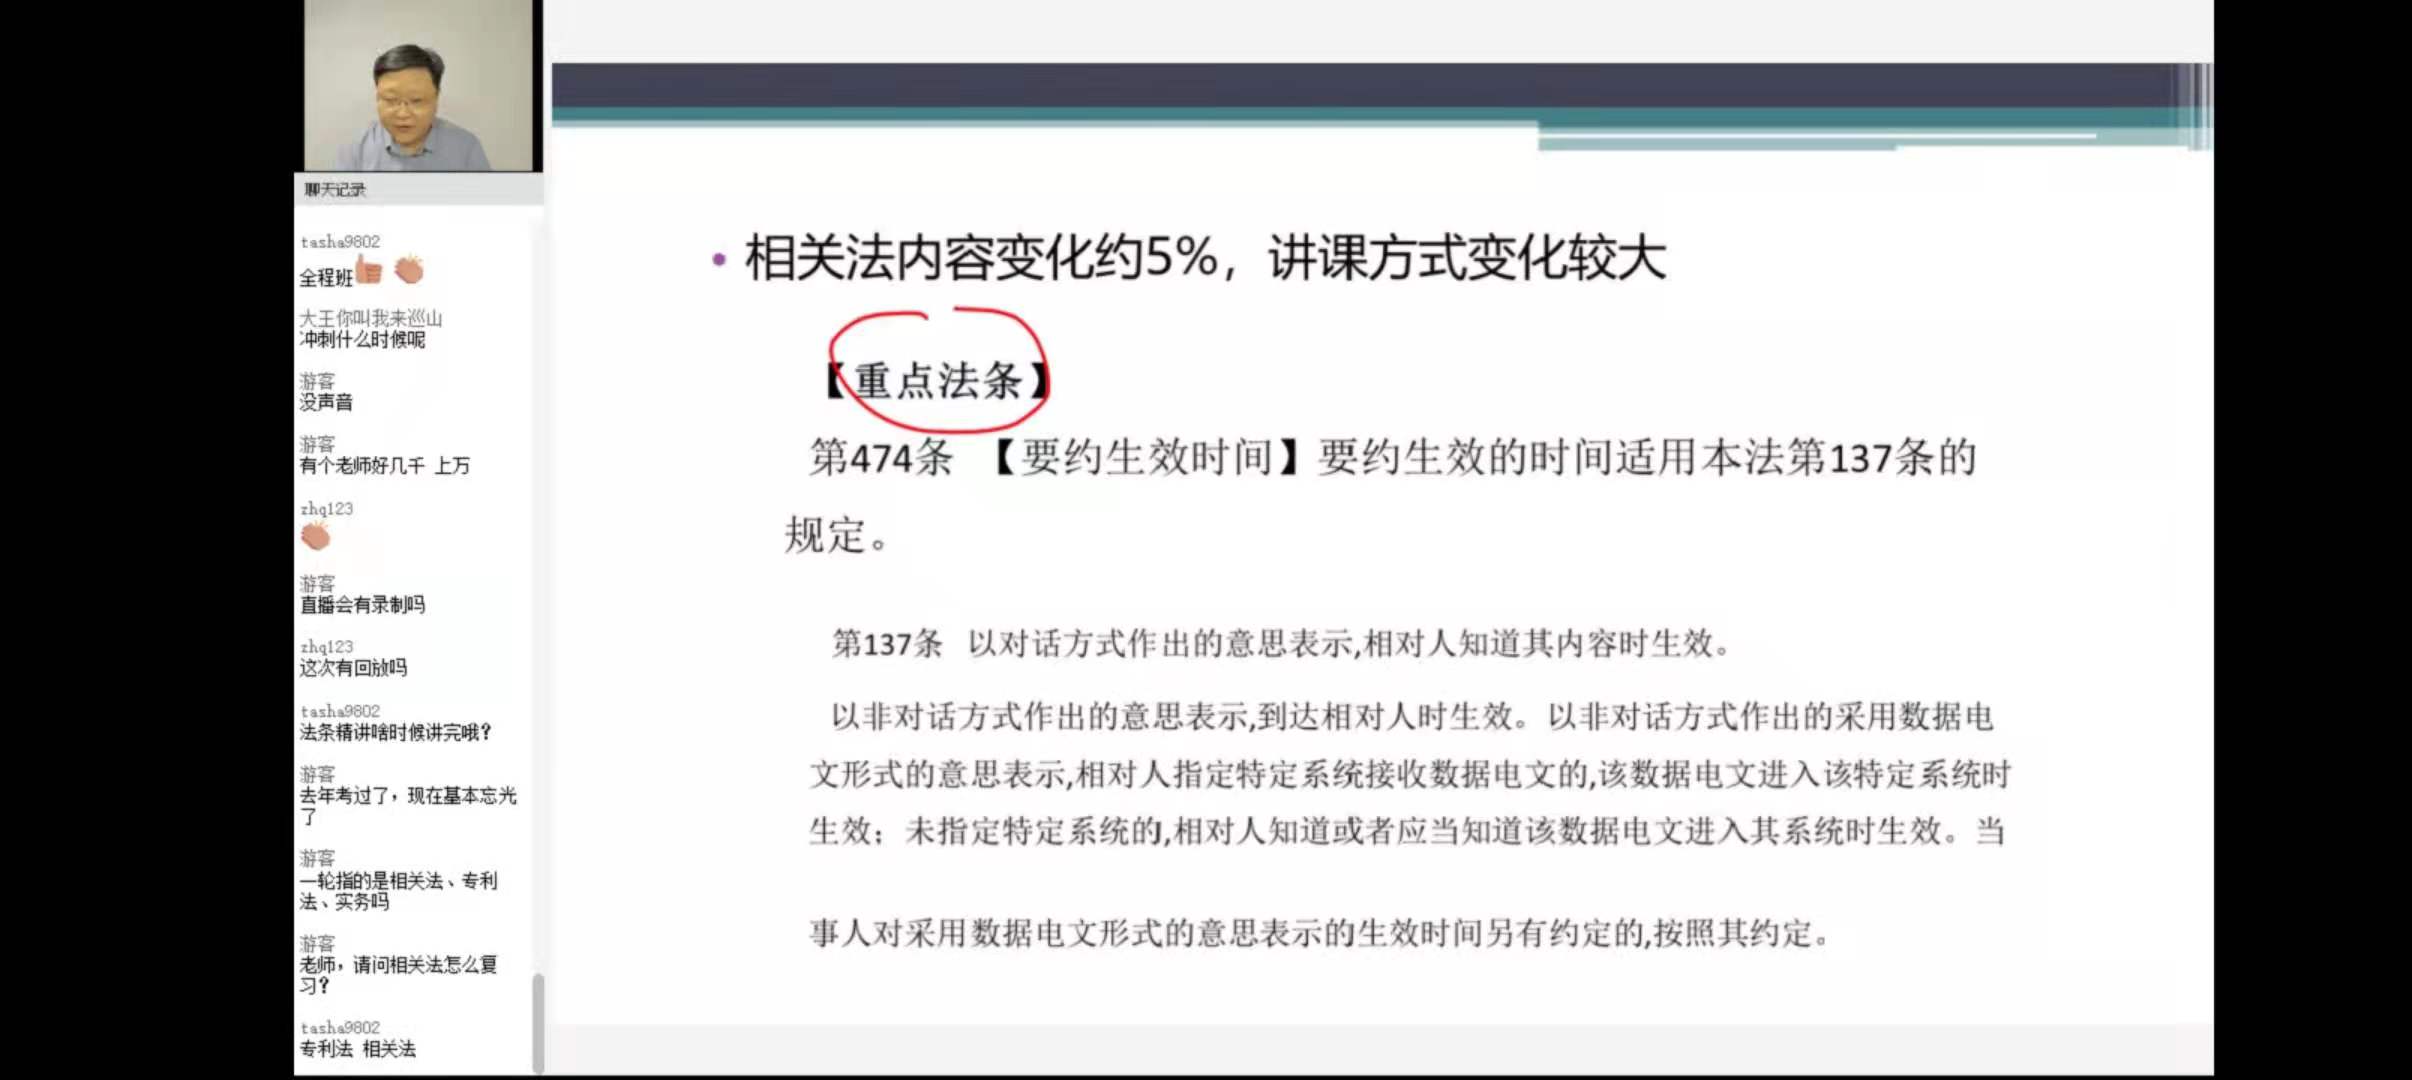 聊天记录
tasha9802
全程班
大王你叫我来巡山
冲刺什么时候呢
游客
没声音
游客
有个老师好几千 上万
zhq123
游客
直播会有录制吗
zhq123
这次有回放吗
tasha9802
法条精讲啥时候讲完哦?
游客
去年考过了，现在基本忘光
了
游客
一轮指的是相关法、专利
法、实务吗
游客
老师，请问相关法怎么复
习?
tasha9802
专利法 相关法
• 相关法内容变化约5%，讲课方式变化较大
【重点法条】
第474条 【要约生效时间】要约生效的时间适用本法第137条的
规定。
第137条 以对话方式作出的意思表示,相对人知道其内容时生效。
以非对话方式作出的意思表示,到达相对人时生效。以非对话方式作出的采用数据电
文形式的意思表示,相对人指定特定系统接收数据电文的,该数据电文进入该特定系统时
生效；未指定特定系统的,相对人知道或者应当知道该数据电文进入其系统时生效。当
事人对采用数据电文形式的意思表示的生效时间另有约定的,按照其约定。